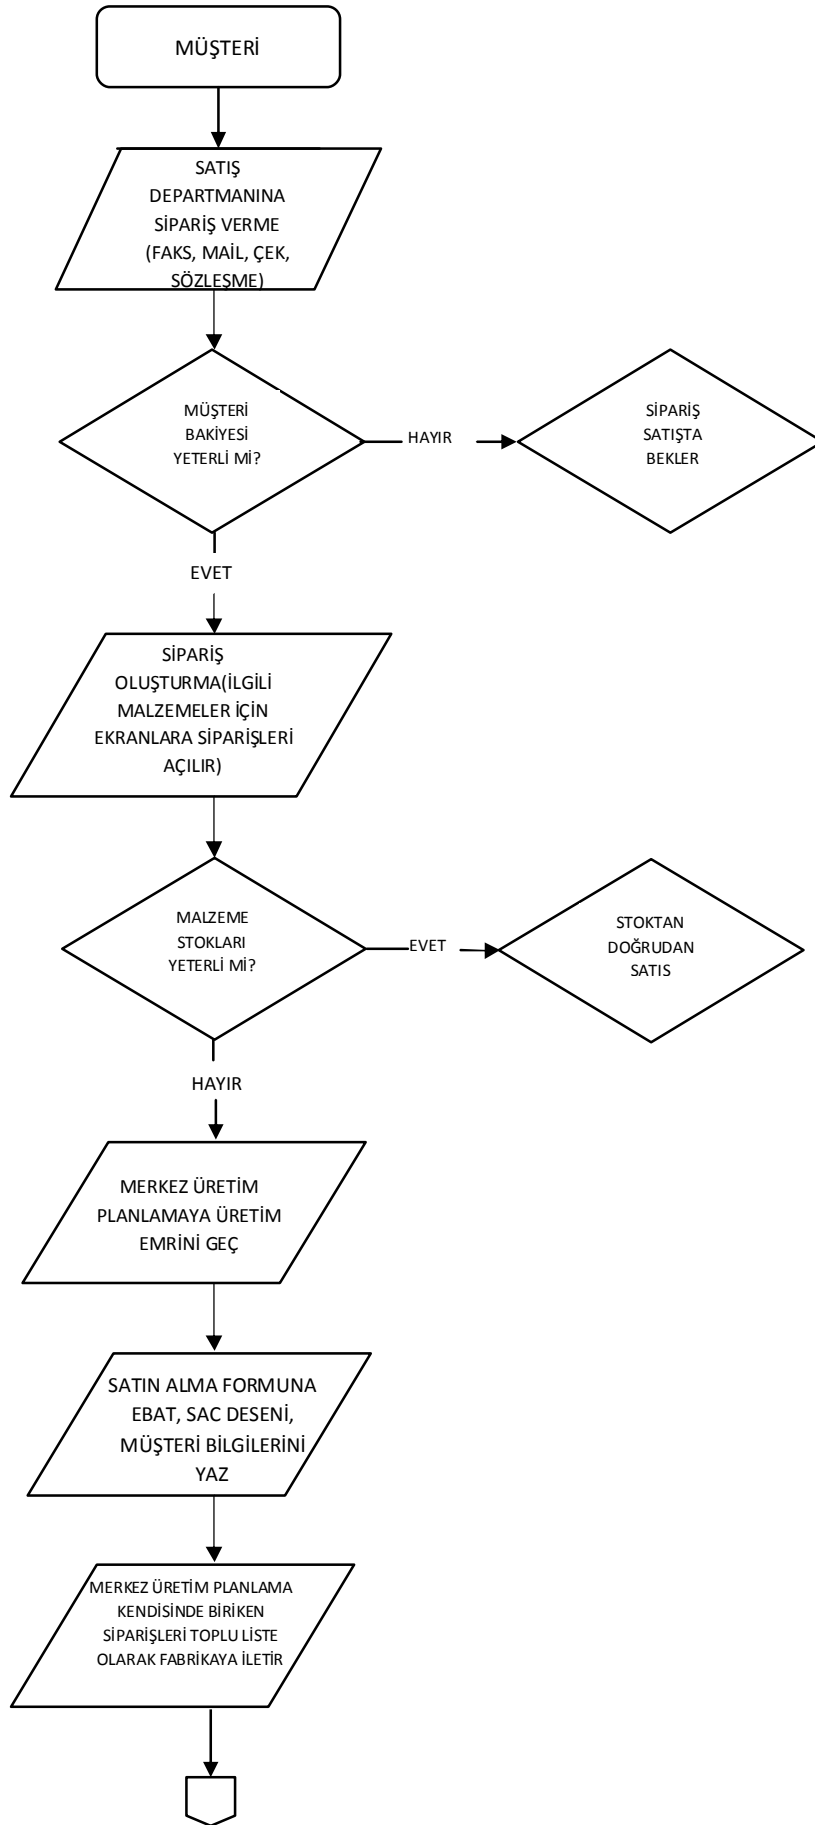 MÜŞTERİ
SATIŞ
DEPARTMANINA
SİPARİŞ VERME
(FAKS, MAİL, ÇEK,
SÖZLEŞME)
MÜŞTERİ
BAKİYESİ
YETERLİ Mİ?
HAYIR
SİPARİŞ
SATIŞTA
BEKLER
EVET
SİPARİŞ
OLUŞTURMA(İLGİLİ
MALZEMELER İÇİN
EKRANLARA SİPARİŞLERİ
AÇILIR)
MALZEME
STOKLARI
YETERLİ Mİ?
EVET
STOKTAN
DOĞRUDAN
SATIS
HAYIR
MERKEZ ÜRETİM
PLANLAMAYA ÜRETİM
EMRİNİ GEÇ
SATIN ALMA FORMUNA
EBAT, SAC DESENİ,
MÜŞTERİ BİLGİLERİNİ
YAZ
MERKEZ ÜRETİM PLANLAMA
KENDİSİNDE BİRİKEN
SİPARİŞLERİ TOPLU LİSTE
OLARAK FABRİKAYA İLETİR